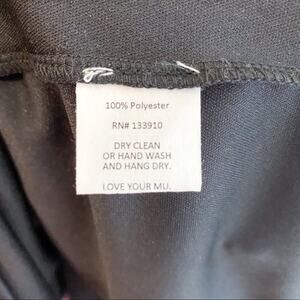 100% Polyester
RN# 133910
DRY CLEAN
OR HAND WASH
AND HANG DRY.
LOVE YOUR MU.